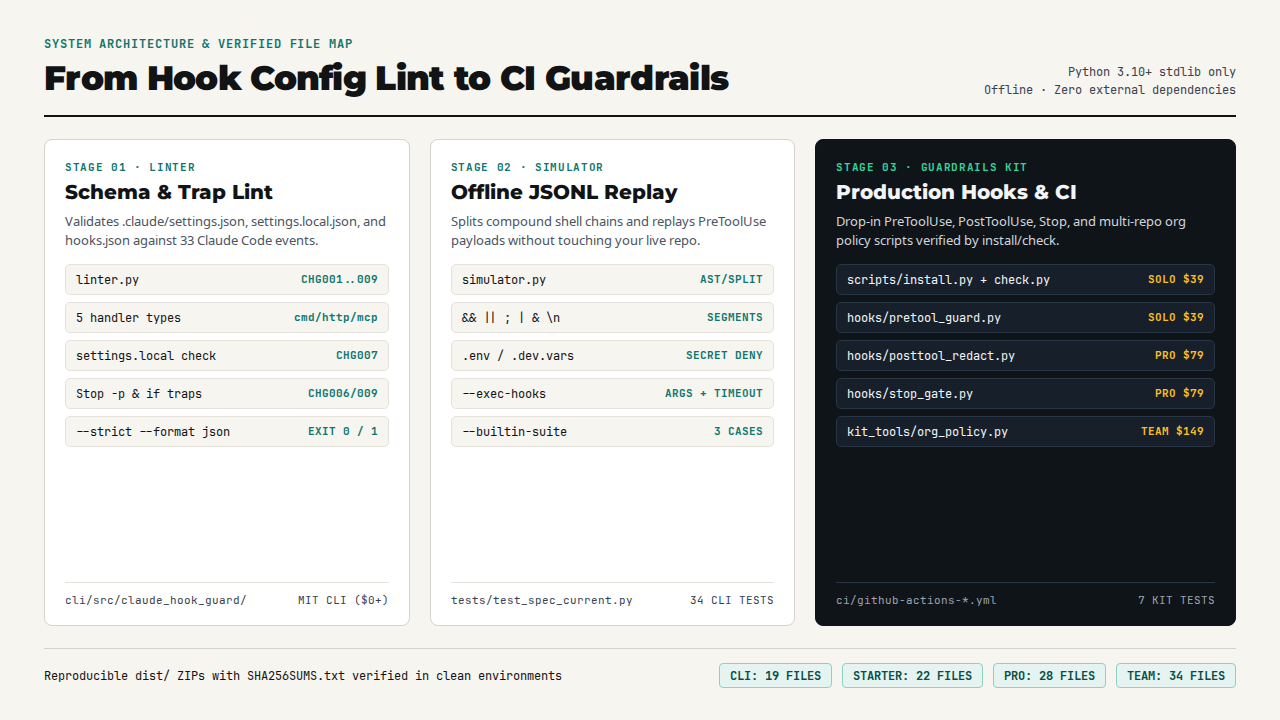 SYSTEM ARCHITECTURE & VERIFIED FILE MAP
From Hook Config Lint to CI Guardrails
Python 3.10+ stdlib only
Offline · Zero external dependencies
STAGE 01 · LINTER
Schema & Trap Lint
Validates .claude/settings.json, settings.local.json, and
hooks.json against 33 Claude Code events.
linter.py CHG001..009
5 handler types cmd/http/mcp
settings.local check CHG007
Stop -p & if traps CHG006/009
--strict --format json EXIT 0 / 1
cli/src/claude_hook_guard/ MIT CLI ($0+)
STAGE 02 · SIMULATOR
Offline JSONL Replay
Splits compound shell chains and replays PreToolUse
payloads without touching your live repo.
simulator.py AST/SPLIT
&& || ; | & \n SEGMENTS
.env / .dev.vars SECRET DENY
--exec-hooks ARGS + TIMEOUT
--builtin-suite 3 CASES
tests/test_spec_current.py 34 CLI TESTS
STAGE 03 · GUARDRAILS KIT
Production Hooks & CI
Drop-in PreToolUse, PostToolUse, Stop, and multi-repo org
policy scripts verified by install/check.
scripts/install.py + check.py SOLO $39
hooks/pretool_guard.py SOLO $39
hooks/posttool_redact.py PRO $79
hooks/stop_gate.py PRO $79
kit_tools/org_policy.py TEAM $149
ci/github-actions-*.yml 7 KIT TESTS
Reproducible dist/ ZIPs with SHA256SUMS.txt verified in clean environments
CLI: 19 FILES STARTER: 22 FILES PRO: 28 FILES TEAM: 34 FILES